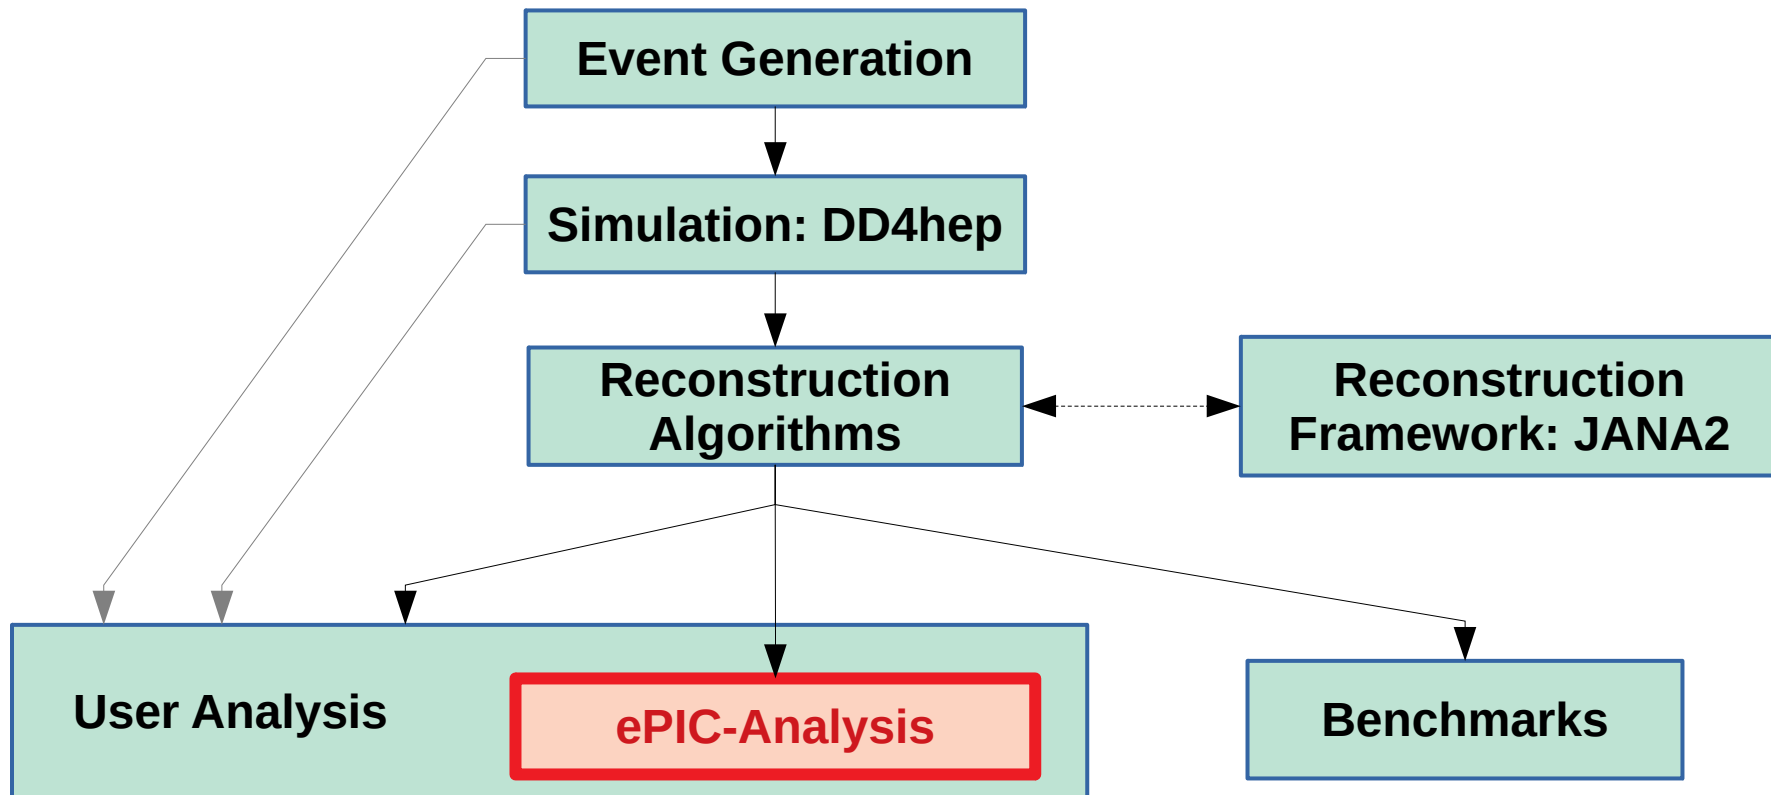 Event Generation
Simulation: DD4hep
Reconstruction
Algorithms
Reconstruction
Framework: JANA2
User Analysis
ePIC-Analysis
Benchmarks